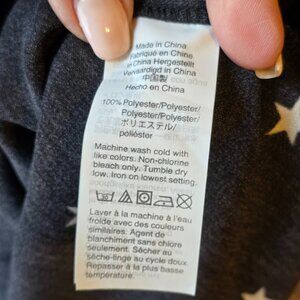 Made in China
Fabriqué en Chine
In China Hergestellt
Vervaardigd in China
中国製
Hecho en China
100% Polyester/Polyester/
Polyester/Polyester/
ポリエステル/
poliéster
Machine wash cold with
like colors. Non-chlorine
bleach only. Tumble dry
low. Iron on lowest setting.
Laver à la machine à l'eau
froide avec des couleurs
similaires. Agent de
blanchiment sans chlore
seulement. Sécher au
sèche-linge au cycle doux.
Repasser à la plus basse
température.